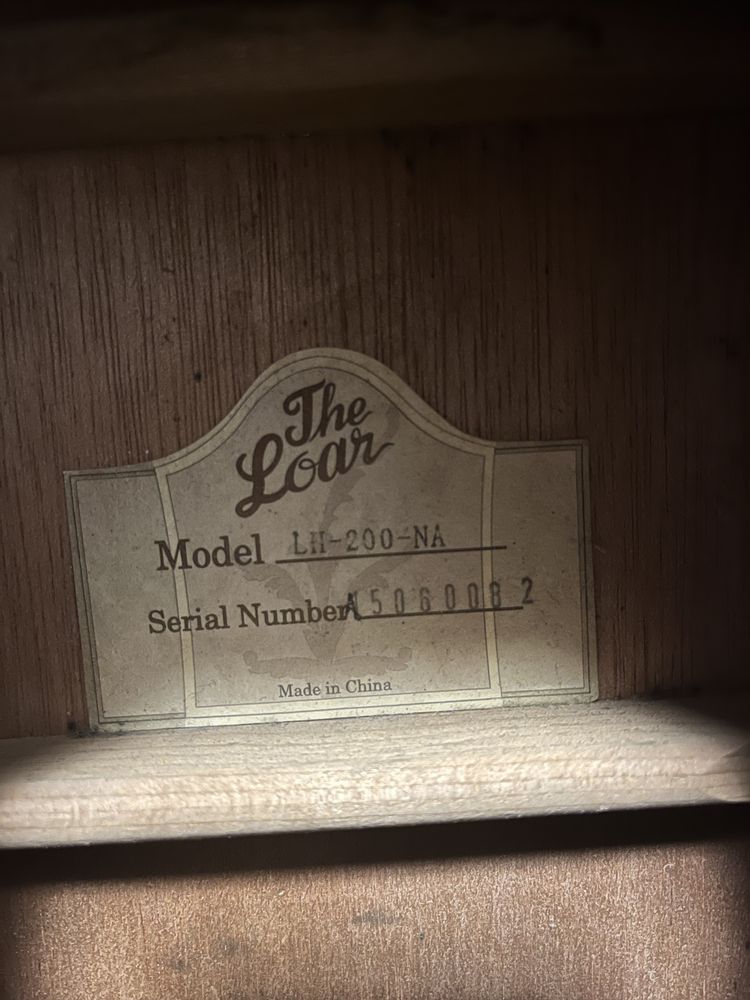 The
Loar
Model LH-200-NA
Serial Number A5060082
Made in China